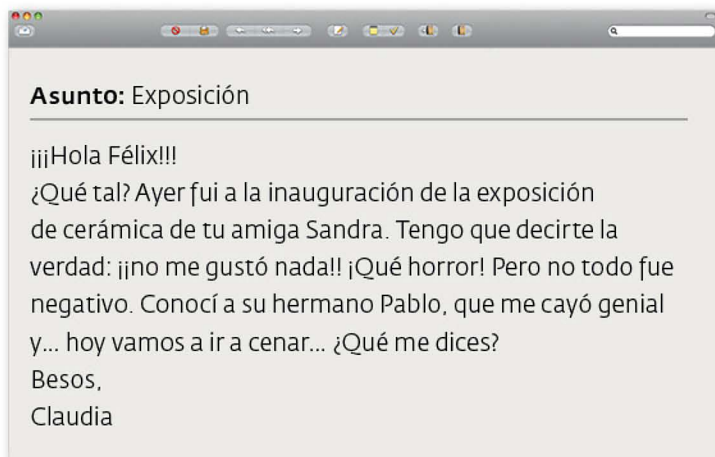 Asunto: Exposición
¡¡¡Hola Félix!!!
¿Qué tal? Ayer fui a la inauguración de la exposición
de cerámica de tu amiga Sandra. Tengo que decirte la
verdad: ¡¡no me gustó nada!! ¡Qué horror! Pero no todo fue
negativo. Conocí a su hermano Pablo, que me cayó genial
y... hoy vamos a ir a cenar... ¿Qué me dices?
Besos,
Claudia